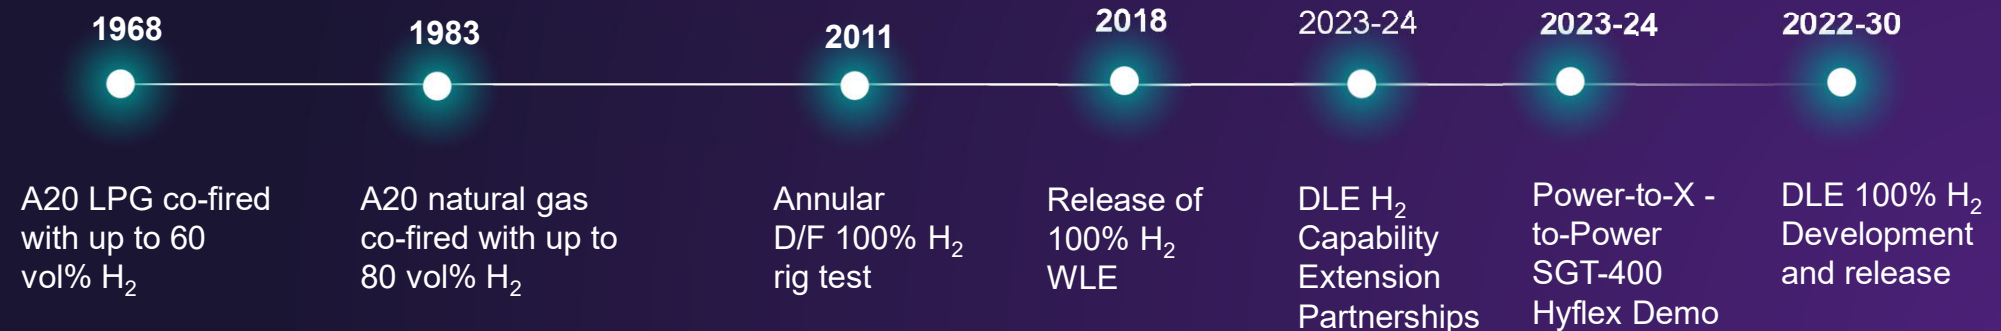 1968
A20 LPG co-fired
with up to 60
vol% H₂
1983
A20 natural gas
co-fired with up to
80 vol% H₂
2011
Annular
D/F 100% H₂
rig test
2018
Release of
100% H₂
WLE
2023-24
DLE H₂
Capability
Extension
Partnerships
2023-24
Power-to-X -
to-Power
SGT-400
Hyflex Demo
2022-30
DLE 100% H₂
Development
and release